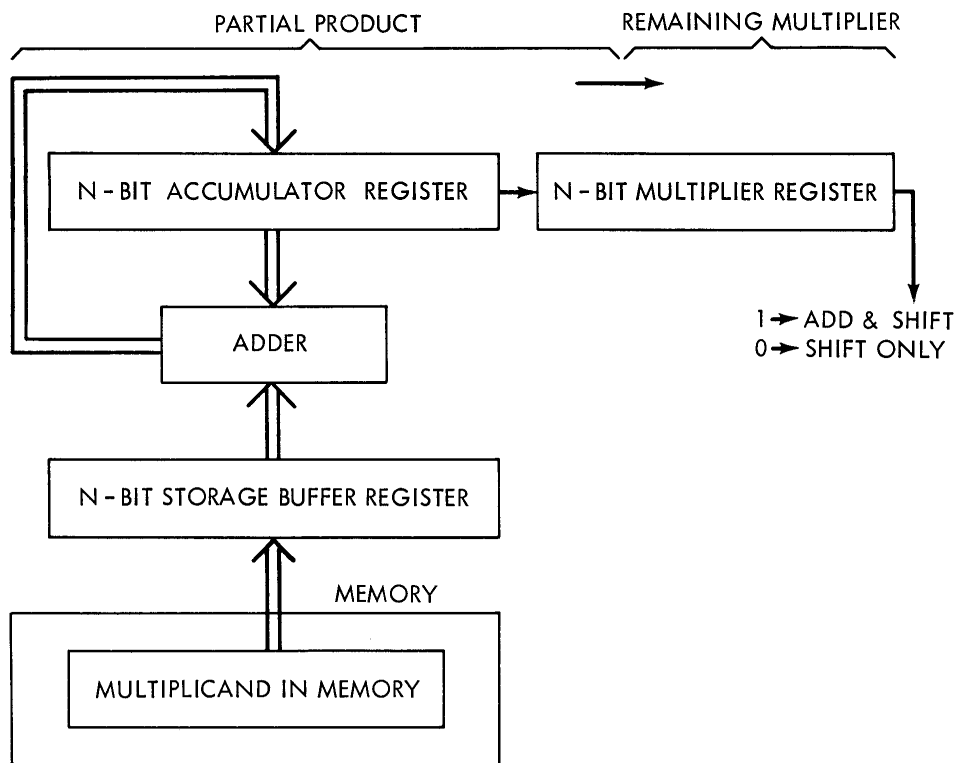 PARTIAL PRODUCT
REMAINING MULTIPLIER
N-BIT ACCUMULATOR REGISTER
N-BIT MULTIPLIER REGISTER
1→ ADD & SHIFT
0→ SHIFT ONLY
ADDER
N-BIT STORAGE BUFFER REGISTER
MEMORY
MULTIPLICAND IN MEMORY